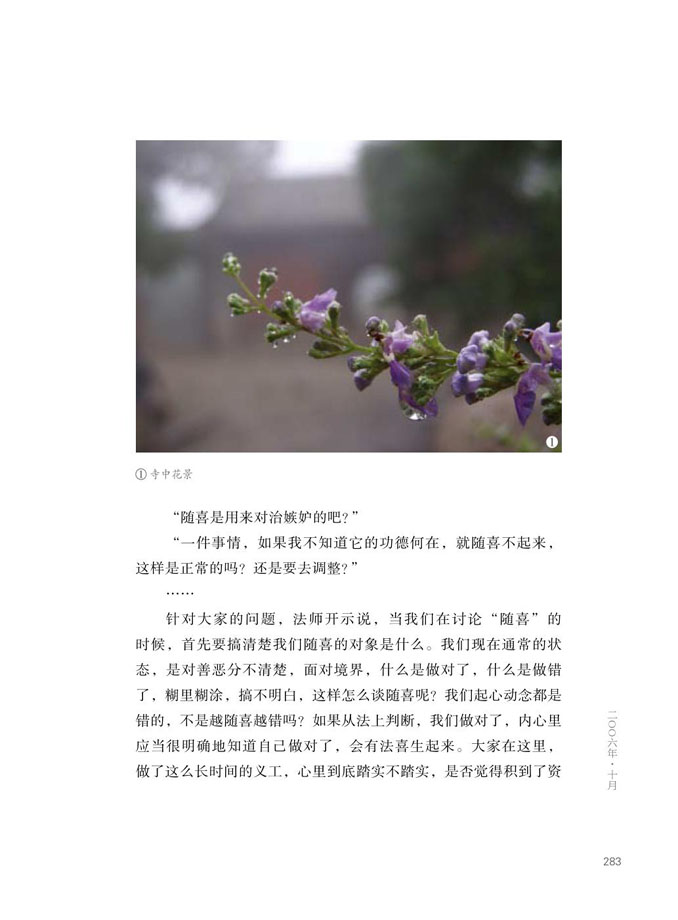 ①
① 寺中花景
“随喜是用来对治嫉妒的吧？”
“一件事情，如果我不知道它的功德何在，就随喜不起来，
这样是正常的吗？还是要去调整？”
……
针对大家的问题，法师开示说，当我们在讨论“随喜”的
时候，首先要搞清楚我们随喜的对象是什么。我们现在通常的状
态，是对善恶分不清楚，面对境界，什么是做对了，什么是做错
了，糊里糊涂，搞不明白，这样怎么谈随喜呢？我们起心动念都是
错的，不是越随喜越错吗？如果从法上判断，我们做对了，内心里
应当很明确地知道自己做对了，会有法喜生起来。大家在这里，
做了这么长时间的义工，心里到底踏实不踏实，是否觉得积到了资
二〇〇六年·十月
283